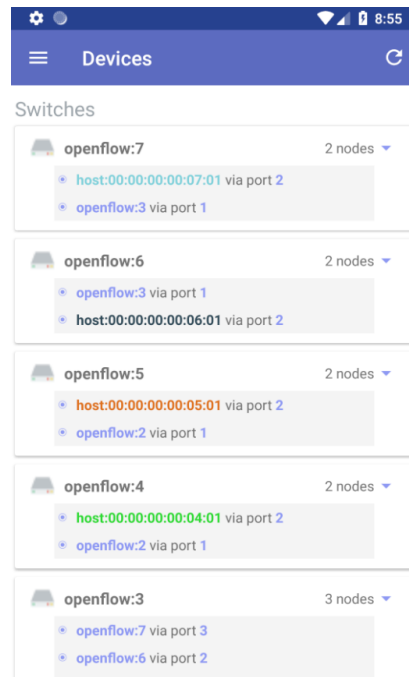 8:55
Devices
Switches
openflow:7 2 nodes
host:00:00:00:00:07:01 via port 2
openflow:3 via port 1
openflow:6 2 nodes
openflow:3 via port 1
host:00:00:00:00:06:01 via port 2
openflow:5 2 nodes
host:00:00:00:00:05:01 via port 2
openflow:2 via port 1
openflow:4 2 nodes
host:00:00:00:00:04:01 via port 2
openflow:2 via port 1
openflow:3 3 nodes
openflow:7 via port 3
openflow:6 via port 2